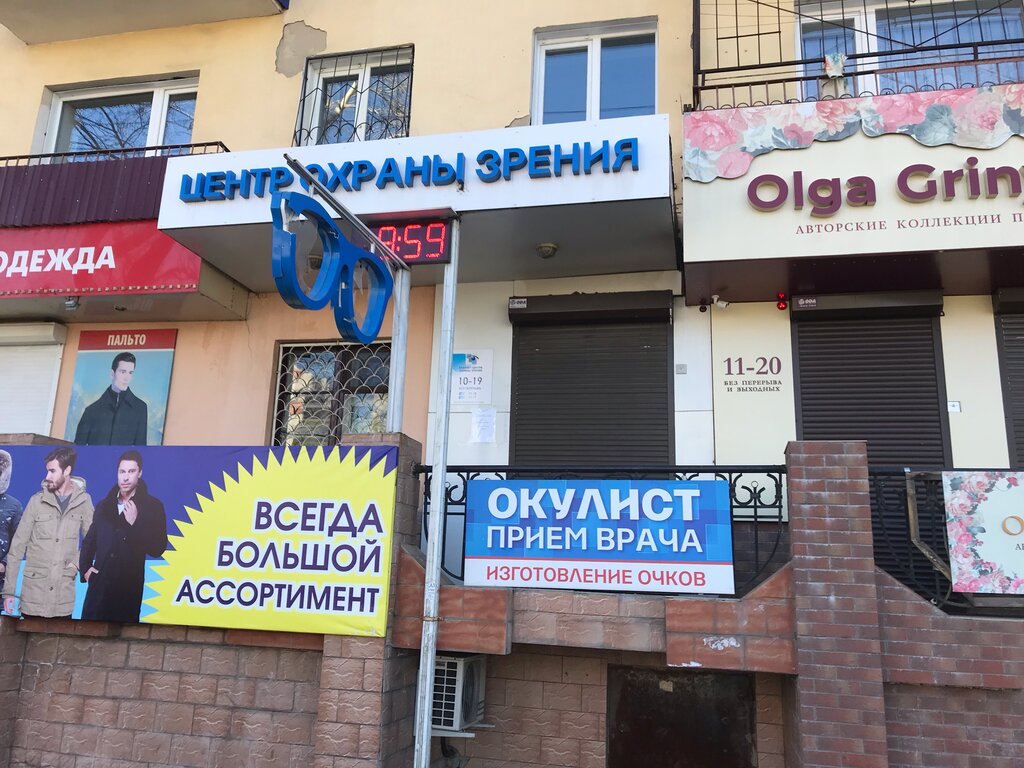 ЦЕНТР ОХРАНЫ ЗРЕНИЯ
9:59
Olga Grin
АВТОРСКИЕ КОЛЛЕКЦИИ П
ОДЕЖДА
ПАЛЬТО
10-19
11-20
БЕЗ ПЕРЕРЫВА
И ВЫХОДНЫХ
ВСЕГДА
БОЛЬШОЙ
АССОРТИМЕНТ
ОКУЛИСТ
ПРИЕМ ВРАЧА
ИЗГОТОВЛЕНИЕ ОЧКОВ